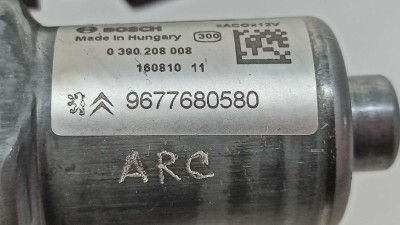 BOSCH
Made in Hungary 300
0 390 208 008
160810 11
9677680580
ARC